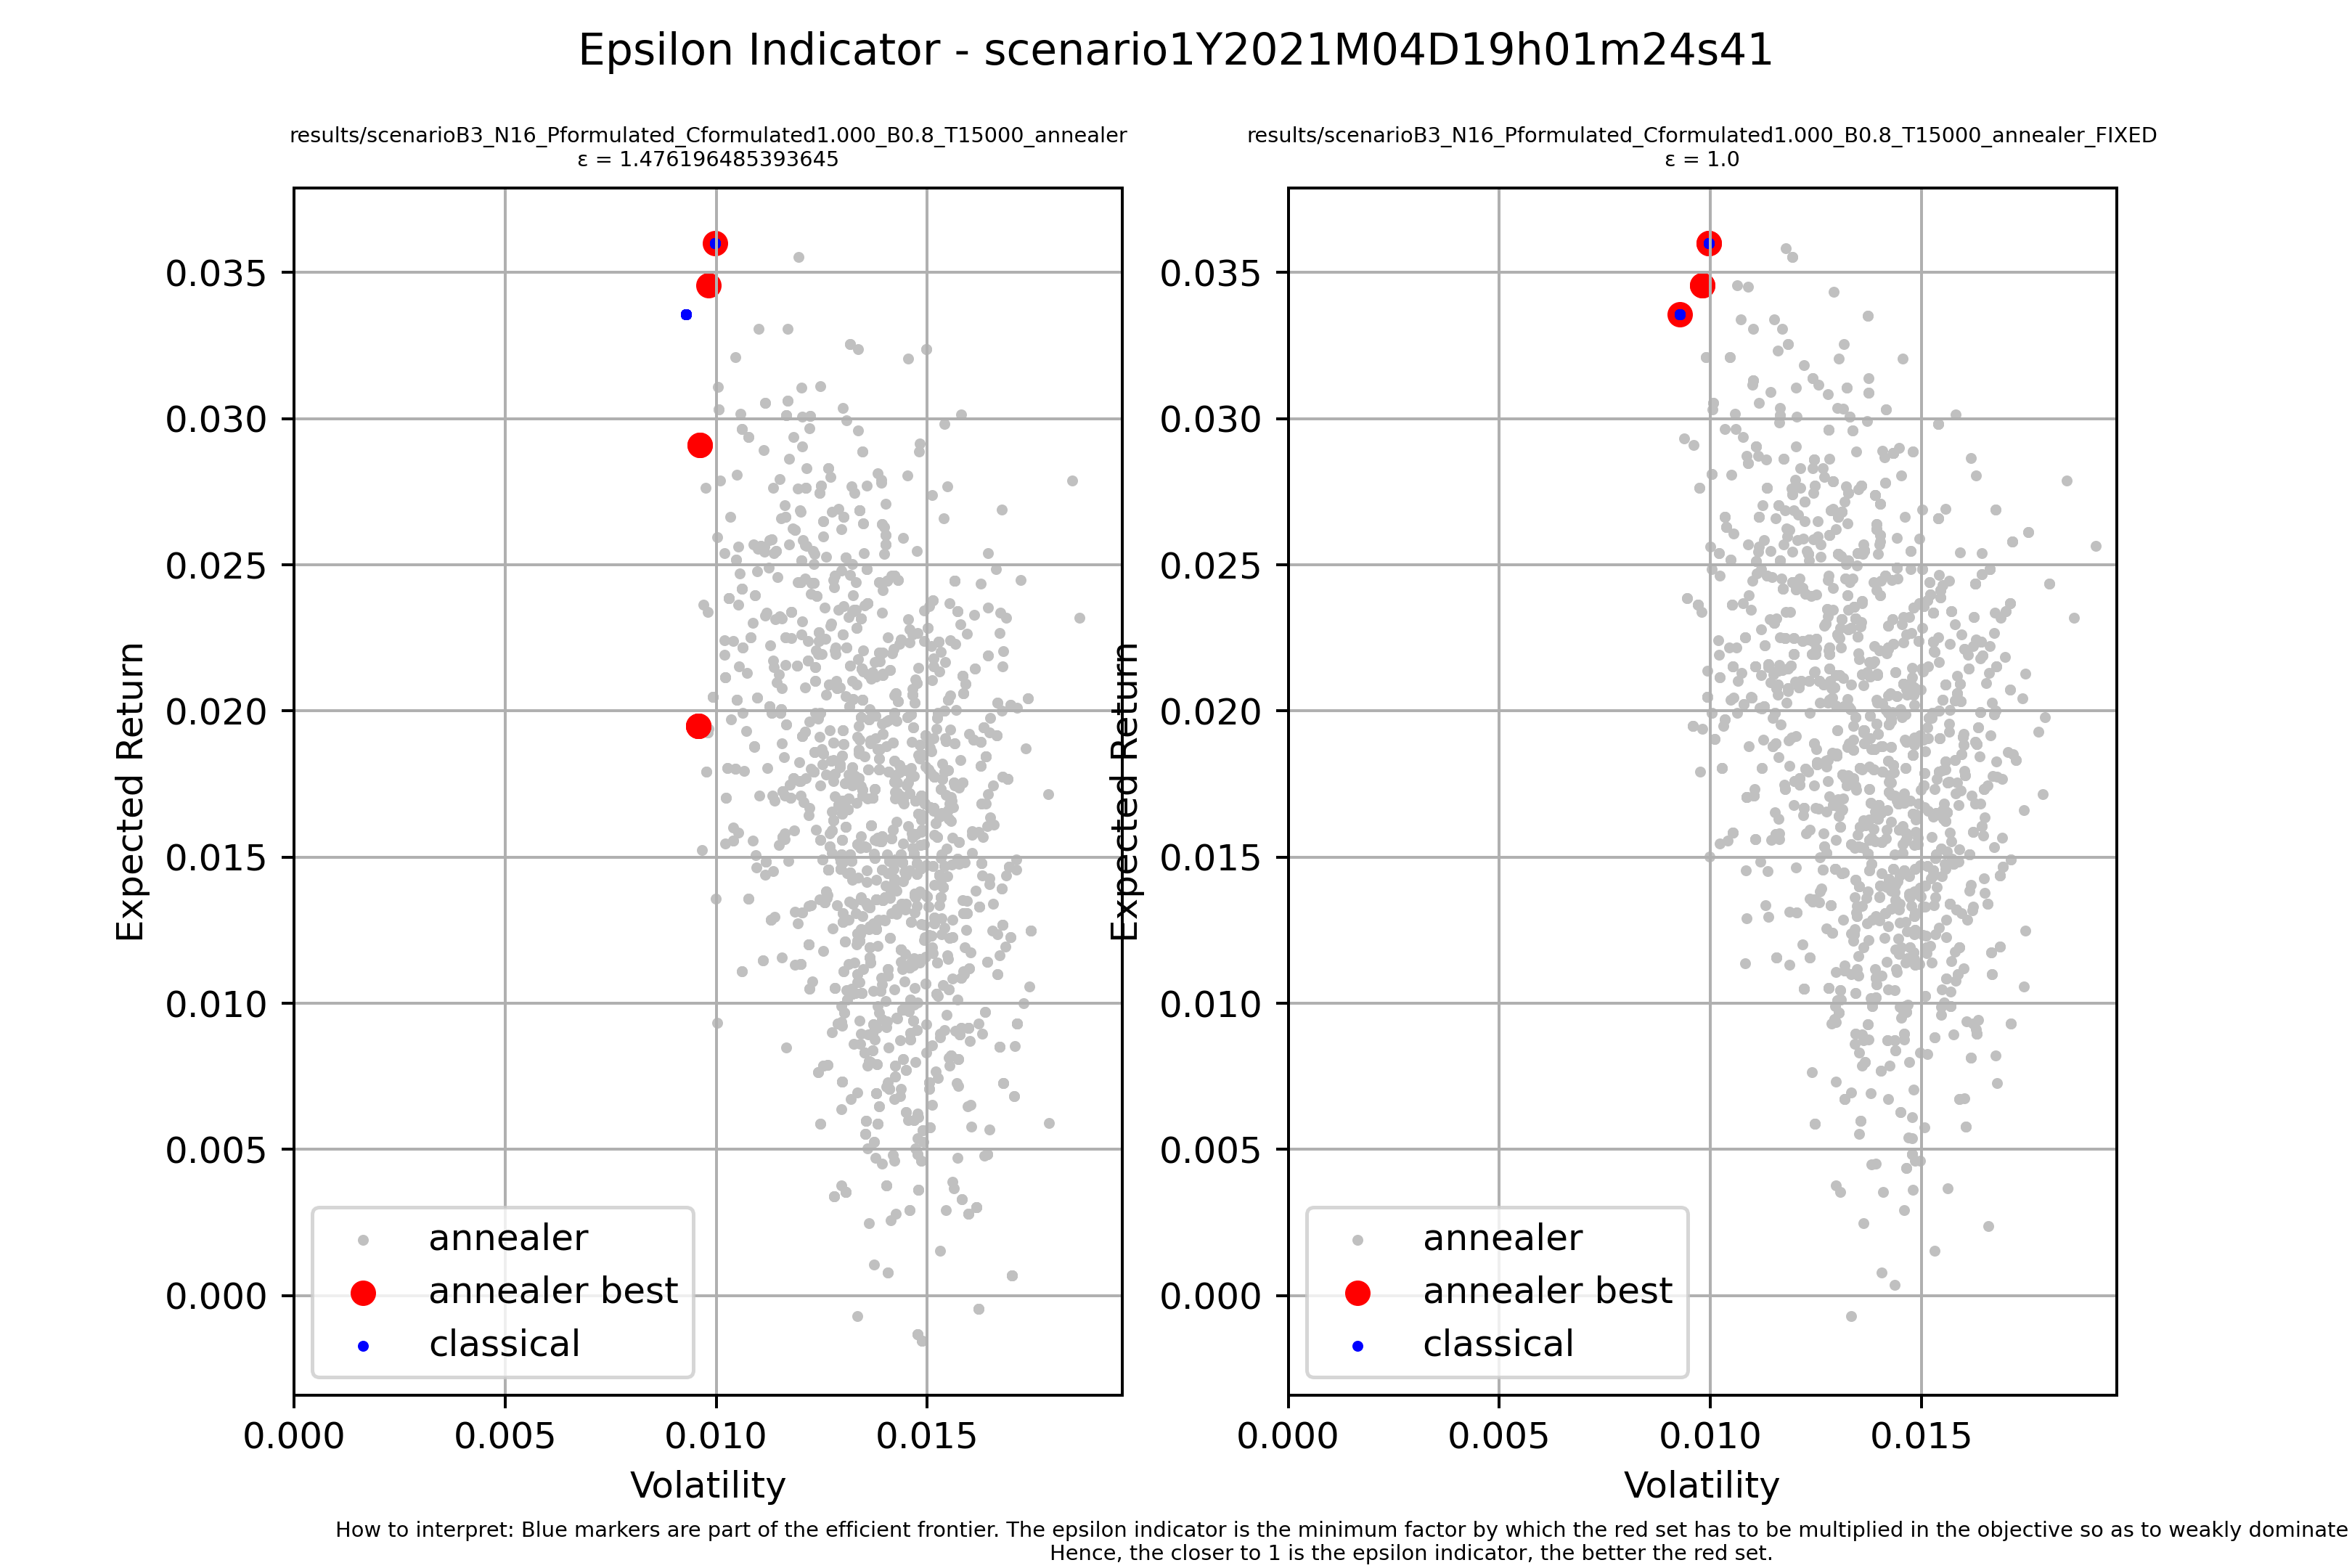 Epsilon Indicator - scenario1Y2021M04D19h01m24s41
results/scenarioB3_N16_Pformulated_Cformulated1.000_B0.8_T15000_annealer
ε = 1.476196485393645
Expected Return
0.035
0.030
0.025
0.020
0.015
0.010
0.005
0.000
annealer
annealer best
classical
0.000 0.005 0.010 0.015
Volatility
results/scenarioB3_N16_Pformulated_Cformulated1.000_B0.8_T15000_annealer_FIXED
ε = 1.0
Expected Return
0.035
0.030
0.025
0.020
0.015
0.010
0.005
0.000
annealer
annealer best
classical
0.000 0.005 0.010 0.015
Volatility
How to interpret: Blue markers are part of the efficient frontier. The epsilon indicator is the minimum factor by which the red set has to be multiplied in the objective so as to weakly dominate
Hence, the closer to 1 is the epsilon indicator, the better the red set.